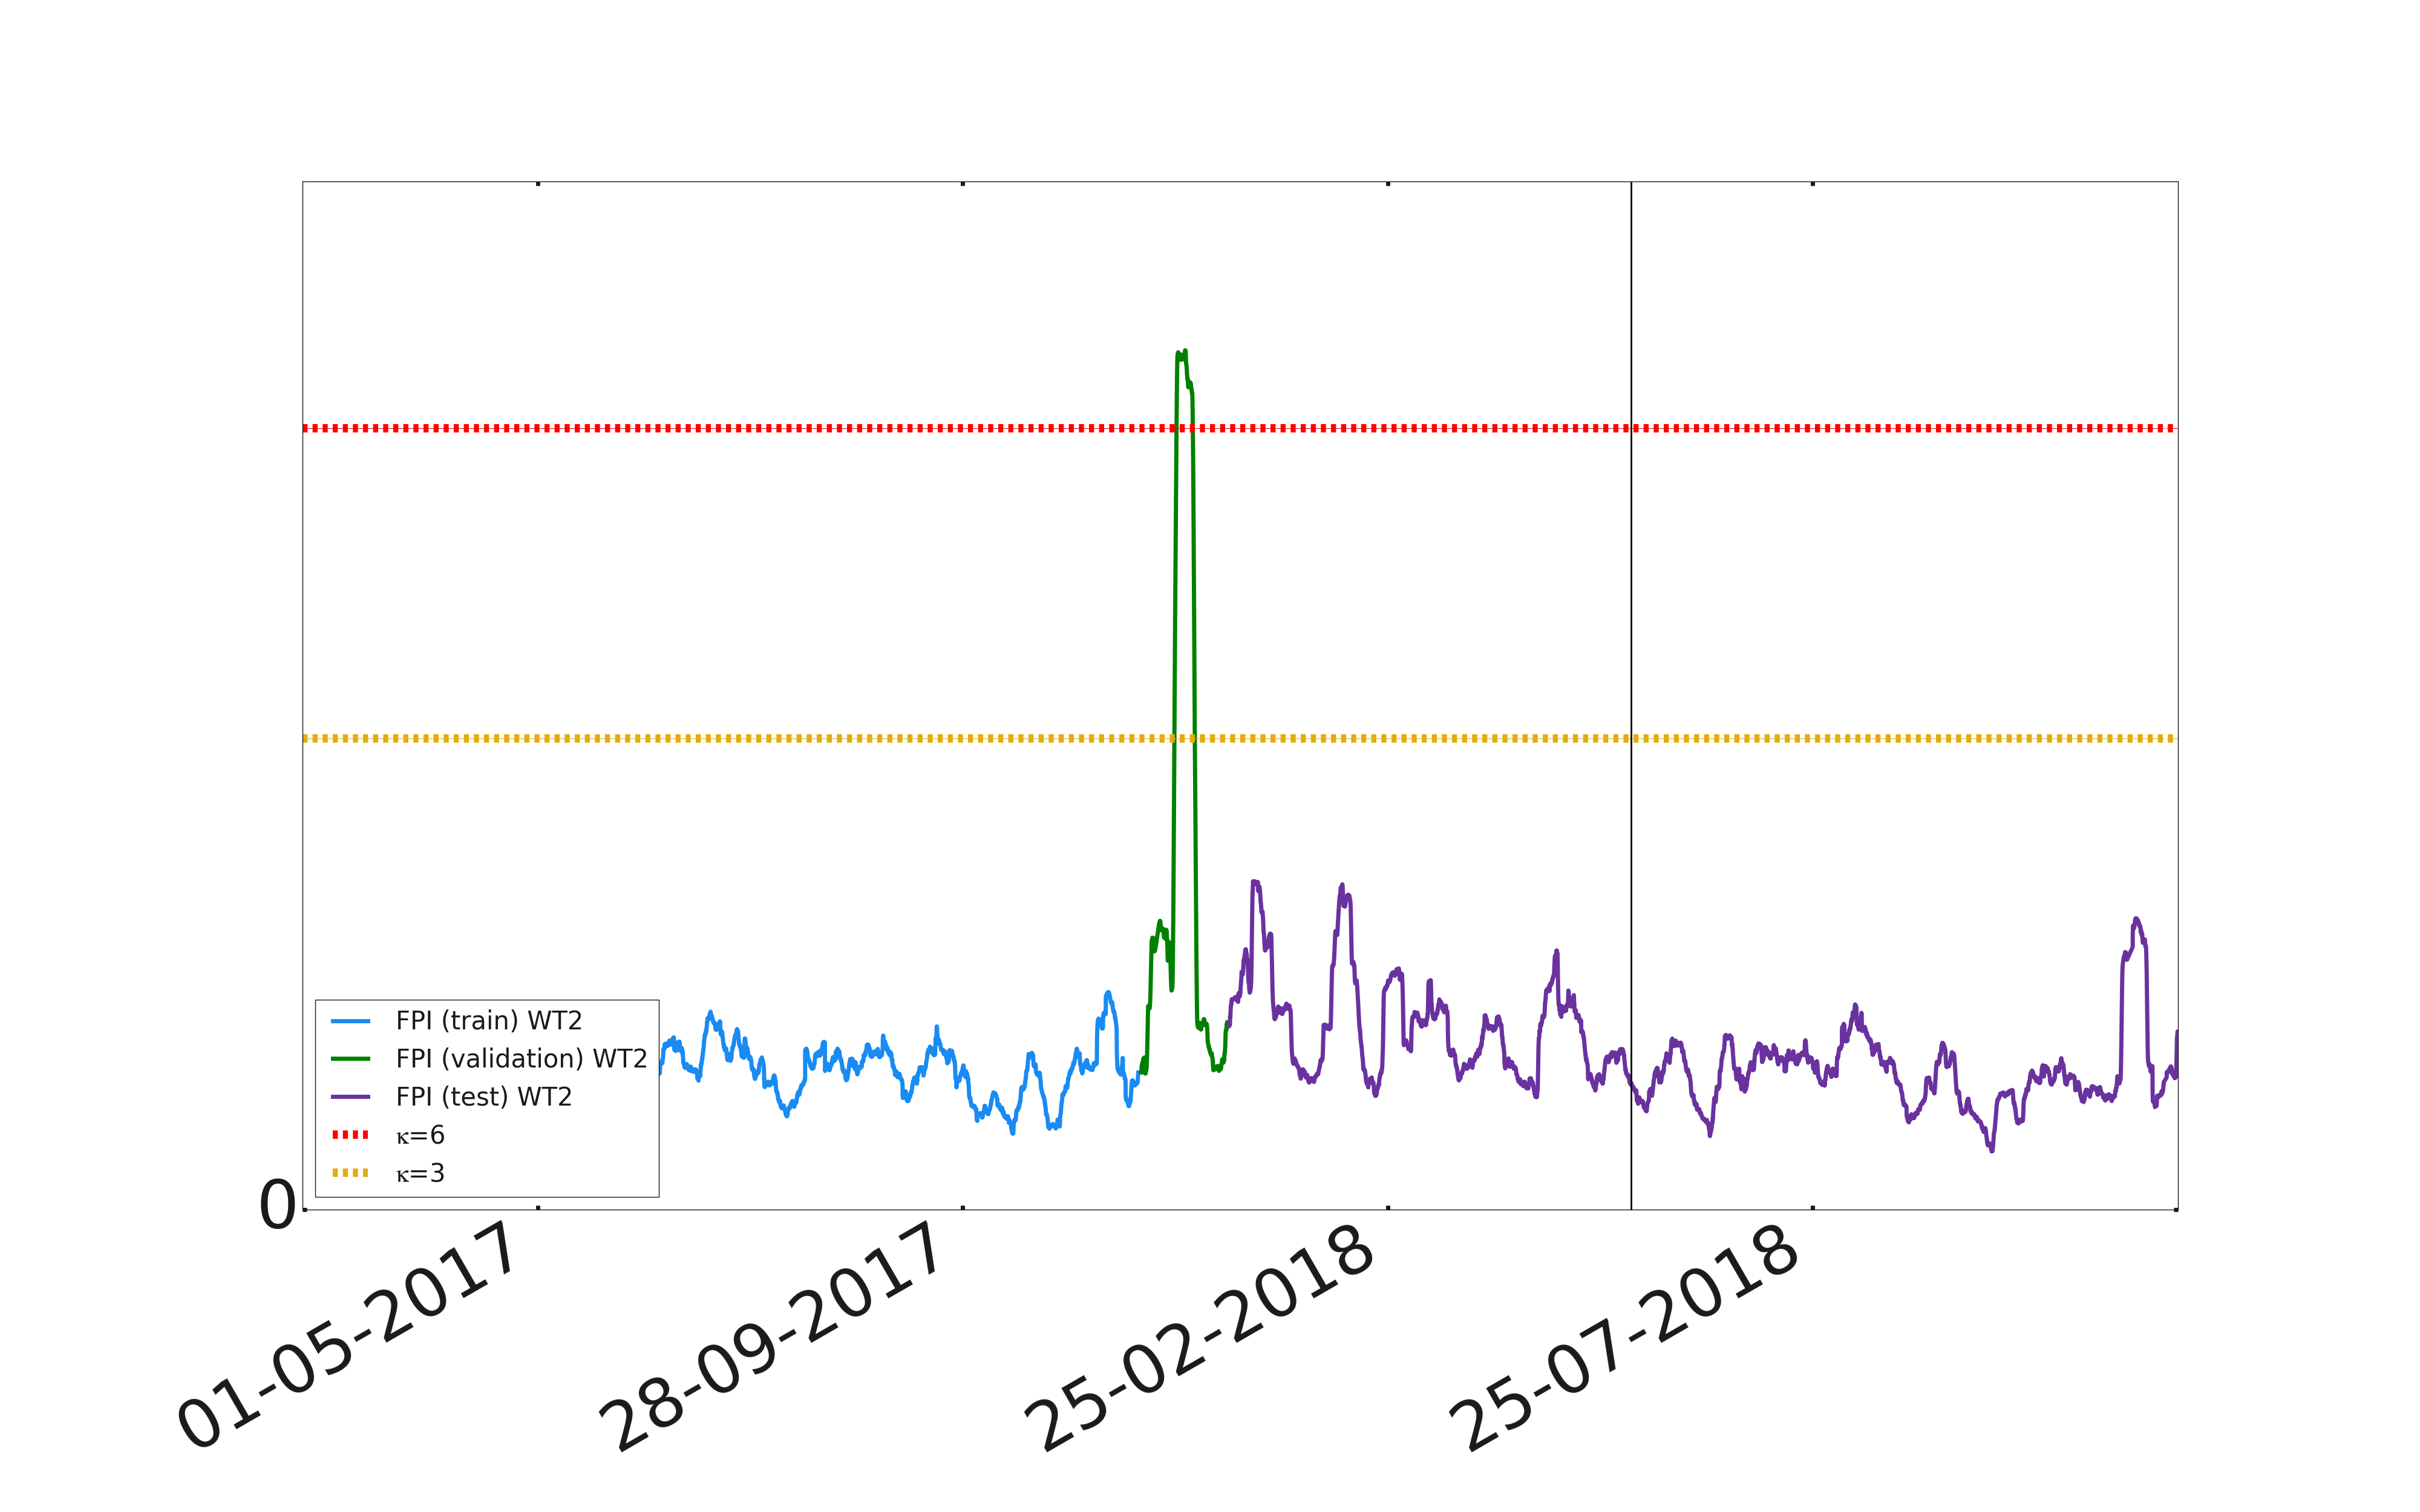 FPI (train) WT2
FPI (validation) WT2
FPI (test) WT2
κ=6
κ=3
0
01-05-2017
28-09-2017
25-02-2018
25-07-2018